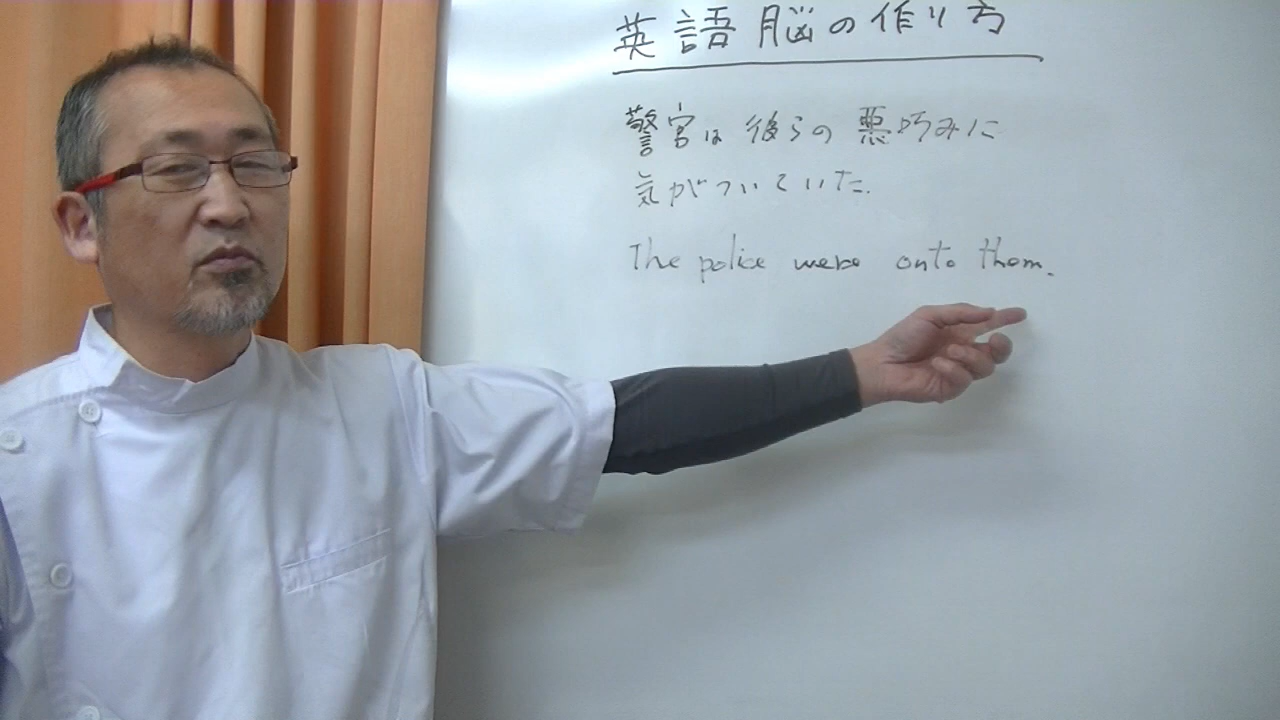 英語脳の作り方
警官は彼らの悪巧みに
気がついていた.
The police were onto them.